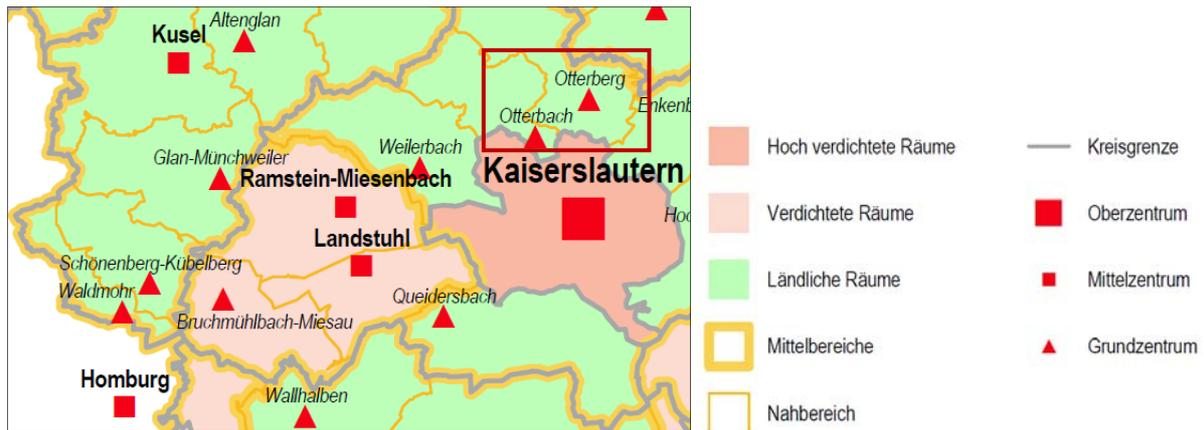 Altenglan
Kusel
Otterberg
Enkenb
Otterbach
Weilerbach
Glan-Münchweiler
Ramstein-Miesenbach
Kaiserslautern
Hoc
Landstuhl
Schönenberg-Kübelberg
Waldmohr
Queidersbach
Bruchmühlbach-Miesau
Homburg
Wallhalben
Hoch verdichtete Räume
Verdichtete Räume
Ländliche Räume
Mittelbereiche
Nahbereich
Kreisgrenze
Oberzentrum
Mittelzentrum
Grundzentrum